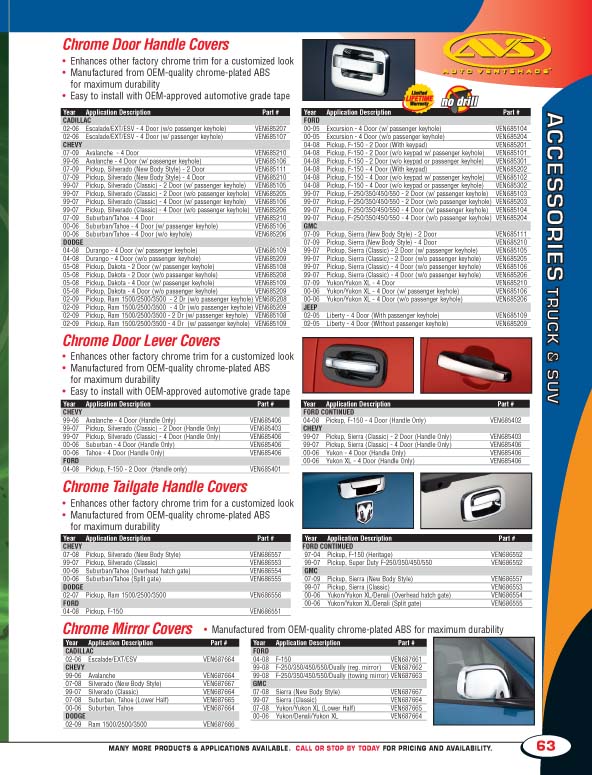 Chrome Door Handle Covers
• Enhances other factory chrome trim for a customized look
• Manufactured from OEM-quality chrome-plated ABS
for maximum durability
• Easy to install with OEM-approved automotive grade tape
AVS
AUTO VENTSHADE
Limited
LIFETIME
Warranty
no drill
Year Application Description Part #
CADILLAC
02-06 Escalade/EXT/ESV - 4 Door (w/o passenger keyhole) VEN685207
02-06 Escalade/EXT/ESV - 4 Door (w/ passenger keyhole) VEN685107
CHEVY
07-09 Avalanche - 4 Door VEN685210
99-06 Avalanche - 4 Door (w/ passenger keyhole) VEN685106
07-09 Pickup, Silverado (New Body Style) - 2 Door VEN685111
07-09 Pickup, Silverado (New Body Style) - 4 Door VEN685210
99-07 Pickup, Silverado (Classic) - 2 Door (w/ passenger keyhole) VEN685105
99-07 Pickup, Silverado (Classic) - 2 Door (w/o passenger keyhole) VEN685205
99-07 Pickup, Silverado (Classic) - 4 Door (w/ passenger keyhole) VEN685106
99-07 Pickup, Silverado (Classic) - 4 Door (w/o passenger keyhole) VEN685206
07-09 Suburban/Tahoe - 4 Door VEN685210
00-06 Suburban/Tahoe - 4 Door (w/ passenger keyhole) VEN685106
00-06 Suburban/Tahoe - 4 Door (w/o keyhole) VEN685206
DODGE
04-08 Durango - 4 Door (w/ passenger keyhole) VEN685109
04-08 Durango - 4 Door (w/o passenger keyhole) VEN685209
05-08 Pickup, Dakota - 2 Door (w/ passenger keyhole) VEN685108
05-08 Pickup, Dakota - 2 Door (w/o passenger keyhole) VEN685208
05-08 Pickup, Dakota - 4 Door (w/ passenger keyhole) VEN685109
05-08 Pickup, Dakota - 4 Door (w/o passenger keyhole) VEN685209
02-09 Pickup, Ram 1500/2500/3500 - 2 Dr (w/o passenger keyhole) VEN685208
02-09 Pickup, Ram 1500/2500/3500 - 4 Dr (w/o passenger keyhole) VEN685209
02-09 Pickup, Ram 1500/2500/3500 - 2 Dr (w/ passenger keyhole) VEN685108
02-09 Pickup, Ram 1500/2500/3500 - 4 Dr (w/ passenger keyhole) VEN685109
Year Application Description Part #
FORD
00-05 Excursion - 4 Door (w/ passenger keyhole) VEN685104
00-05 Excursion - 4 Door (w/o passenger keyhole) VEN685204
04-08 Pickup, F-150 - 2 Door (With keypad) VEN685201
04-08 Pickup, F-150 - 2 Door (w/o keypad w/ passenger keyhole) VEN685101
04-08 Pickup, F-150 - 2 Door (w/o keypad w/o passenger keyhole) VEN685301
04-08 Pickup, F-150 - 4 Door (With keypad) VEN685202
04-08 Pickup, F-150 - 4 Door (w/o keypad w/ passenger keyhole) VEN685102
04-08 Pickup, F-150 - 4 Door (w/o keypad or passenger keyhole) VEN685302
99-07 Pickup, F-250/350/450/550 - 2 Door (w/ passenger keyhole) VEN685103
99-07 Pickup, F-250/350/450/550 - 2 Door (w/o passenger keyhole) VEN685203
99-07 Pickup, F-250/350/450/550 - 4 Door (w/ passenger keyhole) VEN685104
99-07 Pickup, F-250/350/450/550 - 4 Door (w/o passenger keyhole) VEN685204
GMC
07-09 Pickup, Sierra (New Body Style) - 2 Door VEN685111
07-09 Pickup, Sierra (New Body Style) - 4 Door VEN685210
99-07 Pickup, Sierra (Classic) - 2 Door (w/ passenger keyhole) VEN685105
99-07 Pickup, Sierra (Classic) - 2 Door (w/o passenger keyhole) VEN685205
99-07 Pickup, Sierra (Classic) - 4 Door (w/ passenger keyhole) VEN685106
99-07 Pickup, Sierra (Classic) - 4 Door (w/o passenger keyhole) VEN685206
07-09 Yukon/Yukon XL - 4 Door VEN685210
00-06 Yukon/Yukon XL - 4 Door (w/ passenger keyhole) VEN685106
00-06 Yukon/Yukon XL - 4 Door (w/o passenger keyhole) VEN685206
JEEP
02-05 Liberty - 4 Door (With passenger keyhole) VEN685109
02-05 Liberty - 4 Door (Without passenger keyhole) VEN685209
ACCESSORIES TRUCK & SUV
Chrome Door Lever Covers
• Enhances other factory chrome trim for a customized look
• Manufactured from OEM-quality chrome-plated ABS
for maximum durability
• Easy to install with OEM-approved automotive grade tape
Year Application Description Part #
CHEVY
99-06 Avalanche - 4 Door (Handle Only) VEN685406
99-07 Pickup, Silverado (Classic) - 2 Door (Handle Only) VEN685403
99-07 Pickup, Silverado (Classic) - 4 Door (Handle Only) VEN685406
00-06 Suburban - 4 Door (Handle Only) VEN685406
00-06 Tahoe - 4 Door (Handle Only) VEN685406
FORD
04-08 Pickup, F-150 - 2 Door (Handle only) VEN685401
Year Application Description Part #
FORD CONTINUED
04-08 Pickup, F-150 - 4 Door (Handle Only) VEN685402
CHEVY
99-07 Pickup, Sierra (Classic) - 2 Door (Handle Only) VEN685403
99-07 Pickup, Sierra (Classic) - 4 Door (Handle Only) VEN685406
00-06 Yukon - 4 Door (Handle Only) VEN685406
00-06 Yukon XL - 4 Door (Handle Only) VEN685406
Chrome Tailgate Handle Covers
• Enhances other factory chrome trim for a customized look
• Manufactured from OEM-quality chrome-plated ABS
for maximum durability
Year Application Description Part #
CHEVY
07-08 Pickup, Silverado (New Body Style) VEN686557
99-07 Pickup, Silverado (Classic) VEN686553
00-06 Suburban/Tahoe (Overhead hatch gate) VEN686554
00-06 Suburban/Tahoe (Split gate) VEN686555
DODGE
02-07 Pickup, Ram 1500/2500/3500 VEN686556
FORD
04-08 Pickup, F-150 VEN686551
Year Application Description Part #
FORD CONTINUED
97-04 Pickup, F-150 (Heritage) VEN686552
99-07 Pickup, Super Duty F-250/350/450/550 VEN686552
GMC
07-09 Pickup, Sierra (New Body Style) VEN686557
99-07 Pickup, Sierra (Classic) VEN686553
00-06 Yukon/Yukon XL/Denali (Overhead hatch gate) VEN686554
00-06 Yukon/Yukon XL/Denali (Split gate) VEN686555
Chrome Mirror Covers • Manufactured from OEM-quality chrome-plated ABS for maximum durability
Year Application Description Part #
CADILLAC
02-06 Escalade/EXT/ESV VEN687664
CHEVY
99-06 Avalanche VEN687664
07-08 Silverado (New Body Style) VEN687667
99-07 Silverado (Classic) VEN687664
07-08 Suburban, Tahoe (Lower Half) VEN687665
00-06 Suburban, Tahoe VEN687664
DODGE
02-09 Ram 1500/2500/3500 VEN687666
Year Application Description Part #
FORD
04-08 F-150 VEN687661
99-08 F-250/350/450/550/Dually (reg. mirror) VEN687662
99-08 F-250/350/450/550/Dually (towing mirror) VEN687663
GMC
07-08 Sierra (New Body Style) VEN687667
99-07 Sierra (Classic) VEN687664
07-08 Yukon/Yukon XL (Lower Half) VEN687665
00-06 Yukon/Denali/Yukon XL VEN687664
MANY MORE PRODUCTS & APPLICATIONS AVAILABLE. CALL OR STOP BY TODAY FOR PRICING AND AVAILABILITY.
63